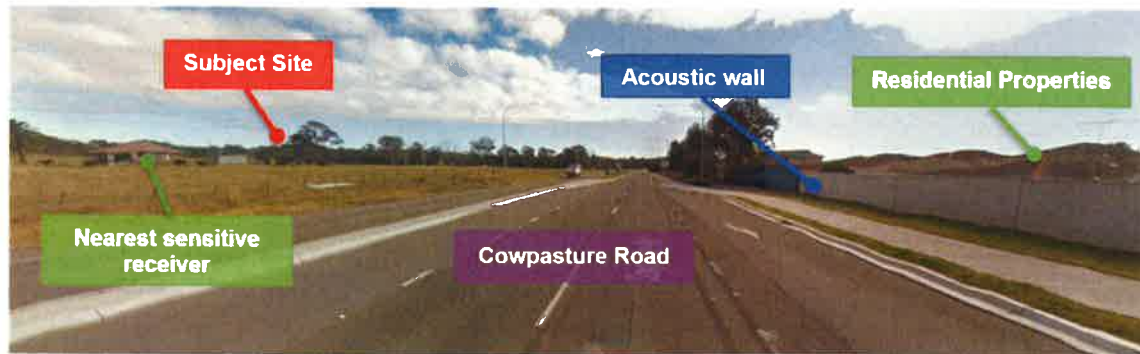 Subject Site
Acoustic wall
Residential Properties
Nearest sensitive
receiver
Cowpasture Road